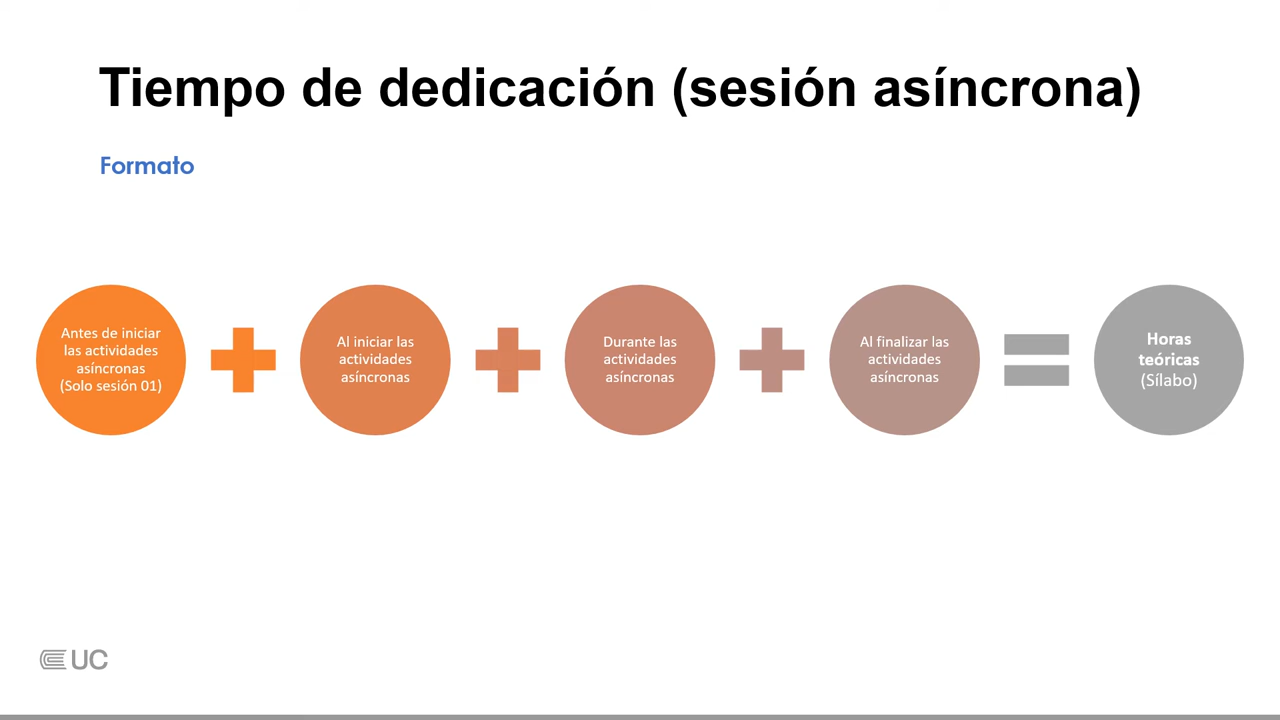 Tiempo de dedicación (sesión asíncrona)
Formato
Antes de iniciar
las actividades
asíncronas
(Solo sesión 01)
Al iniciar las
actividades
asíncronas
Durante las
actividades
asíncronas
Al finalizar las
actividades
asíncronas
Horas
teóricas
(Sílabo)
UC